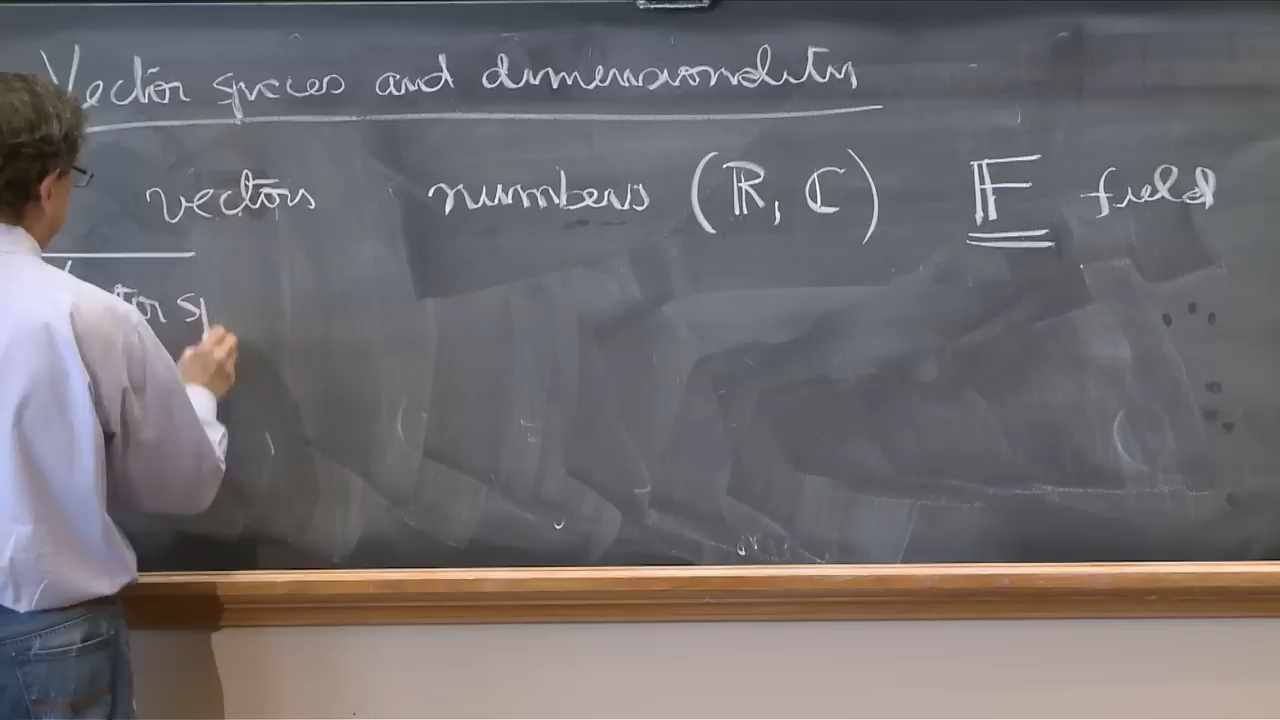 Vector spaces and dimensionality
vectors numbers (ℝ, ℂ) 𝔽 field